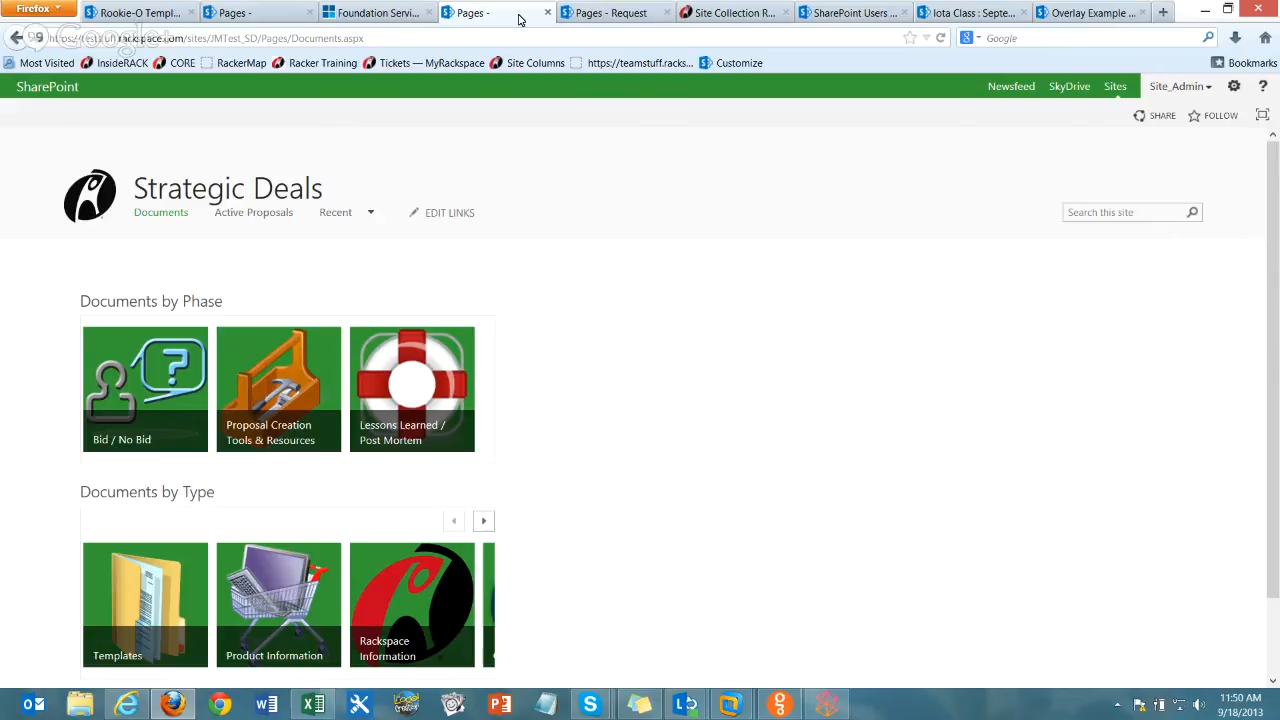 Firefox
Rookie-O Templ...
Pages -
Foundation Servi...
Pages -
Pages - Request
Site Collection R...
SharePoint Users ...
Iota Class : Septe...
Overlay Example ...
rackspace.com/sites/JMTest_SD/Pages/Documents.aspx
Google
Most Visited
InsideRACK
CORE
RackerMap
Racker Training
Tickets — MyRackspace
Site Columns
https://teamstuff.racks...
Customize
Bookmarks
SharePoint
Newsfeed
SkyDrive
Sites
Site_Admin
?
SHARE
FOLLOW
Strategic Deals
Documents
Active Proposals
Recent
EDIT LINKS
Search this site
Documents by Phase
Bid / No Bid
Proposal Creation
Tools & Resources
Lessons Learned /
Post Mortem
Documents by Type
Templates
Product Information
Rackspace
Information
11:50 AM
9/18/2013